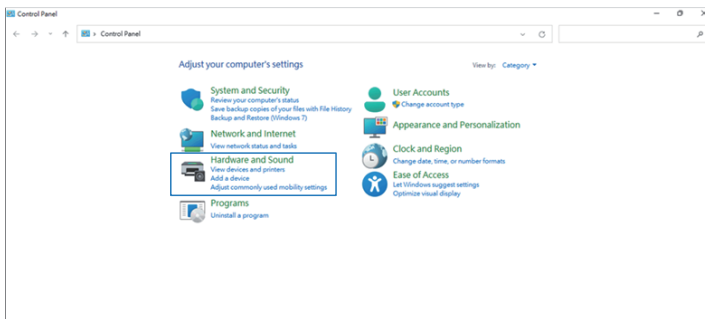 Control Panel
Control Panel
Adjust your computer's settings
View by: Category
System and Security
Review your computer's status
Save backup copies of your files with File History
Backup and Restore (Windows 7)
Network and Internet
View network status and tasks
Hardware and Sound
View devices and printers
Add a device
Adjust commonly used mobility settings
Programs
Uninstall a program
User Accounts
Change account type
Appearance and Personalization
Clock and Region
Change date, time, or number formats
Ease of Access
Let Windows suggest settings
Optimize visual display